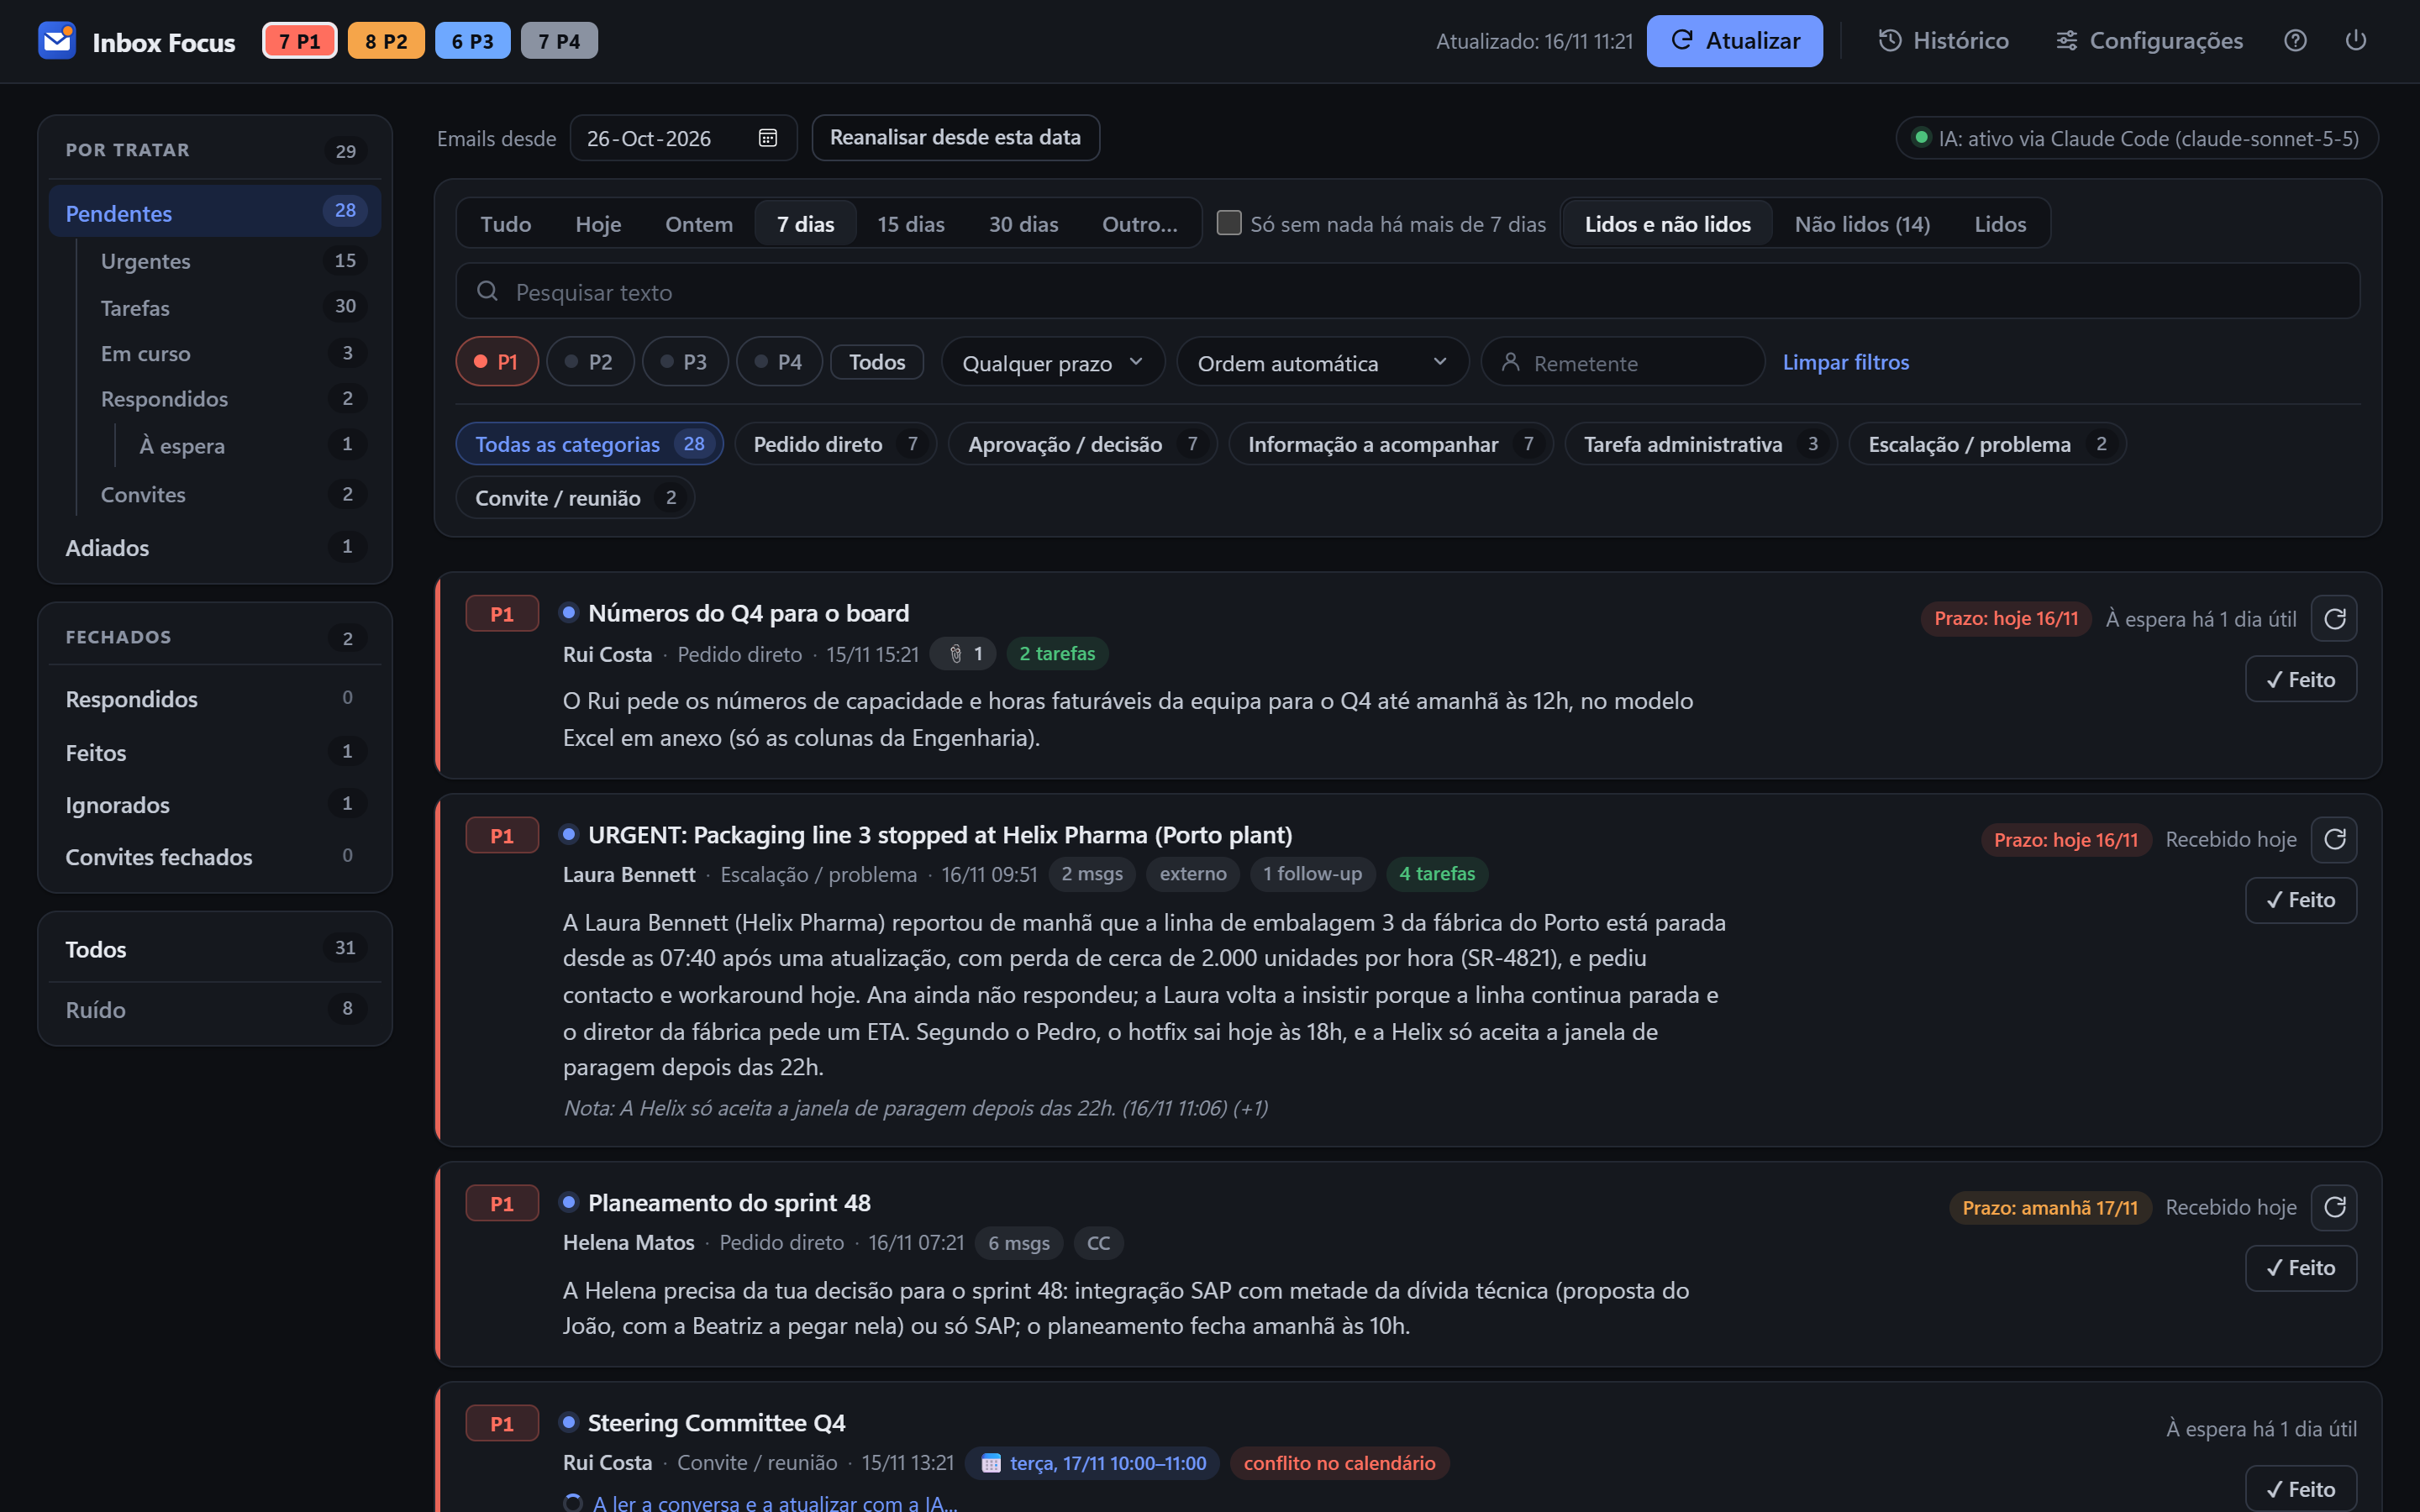 Inbox Focus 7 P1 8 P2 6 P3 7 P4 Atualizado: 16/11 11:21 Atualizar Histórico Configurações
POR TRATAR 29
Pendentes 28
Urgentes 15
Tarefas 30
Em curso 3
Respondidos 2
À espera 1
Convites 2
Adiados 1
FECHADOS 2
Respondidos 0
Feitos 1
Ignorados 1
Convites fechados 0
Todos 31
Ruído 8
Emails desde 26-Oct-2026 Reanalisar desde esta data IA: ativo via Claude Code (claude-sonnet-5-5)
Tudo Hoje Ontem 7 dias 15 dias 30 dias Outro... Só sem nada há mais de 7 dias Lidos e não lidos Não lidos (14) Lidos
Pesquisar texto
P1 P2 P3 P4 Todos Qualquer prazo Ordem automática Remetente Limpar filtros
Todas as categorias 28 Pedido direto 7 Aprovação / decisão 7 Informação a acompanhar 7 Tarefa administrativa 3 Escalação / problema 2
Convite / reunião 2
P1 Números do Q4 para o board Prazo: hoje 16/11 À espera há 1 dia útil
Rui Costa · Pedido direto · 15/11 15:21 1 2 tarefas
✓ Feito
O Rui pede os números de capacidade e horas faturáveis da equipa para o Q4 até amanhã às 12h, no modelo
Excel em anexo (só as colunas da Engenharia).
P1 URGENT: Packaging line 3 stopped at Helix Pharma (Porto plant) Prazo: hoje 16/11 Recebido hoje
Laura Bennett · Escalação / problema · 16/11 09:51 2 msgs externo 1 follow-up 4 tarefas
✓ Feito
A Laura Bennett (Helix Pharma) reportou de manhã que a linha de embalagem 3 da fábrica do Porto está parada
desde as 07:40 após uma atualização, com perda de cerca de 2.000 unidades por hora (SR-4821), e pediu
contacto e workaround hoje. Ana ainda não respondeu; a Laura volta a insistir porque a linha continua parada e
o diretor da fábrica pede um ETA. Segundo o Pedro, o hotfix sai hoje às 18h, e a Helix só aceita a janela de
paragem depois das 22h.
Nota: A Helix só aceita a janela de paragem depois das 22h. (16/11 11:06) (+1)
P1 Planeamento do sprint 48 Prazo: amanhã 17/11 Recebido hoje
Helena Matos · Pedido direto · 16/11 07:21 6 msgs CC
✓ Feito
A Helena precisa da tua decisão para o sprint 48: integração SAP com metade da dívida técnica (proposta do
João, com a Beatriz a pegar nela) ou só SAP; o planeamento fecha amanhã às 10h.
P1 Steering Committee Q4 À espera há 1 dia útil
Rui Costa · Convite / reunião · 15/11 13:21 terça, 17/11 10:00–11:00 conflito no calendário
✓ Feito
A ler a conversa e a atualizar com a IA...